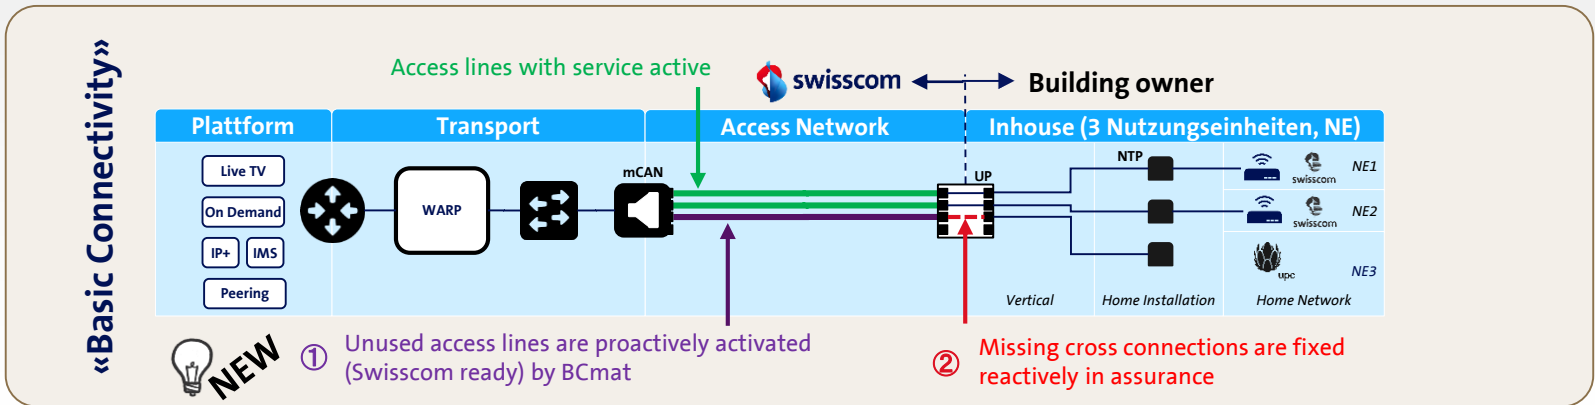 «Basic Connectivity»
Access lines with service active
swisscom
Building owner
Plattform
Transport
Access Network
Inhouse (3 Nutzungseinheiten, NE)
Live TV
On Demand
IP+
IMS
Peering
WARP
mCAN
UP
NTP
swisscom
NE1
swisscom
NE2
upc
NE3
Vertical
Home Installation
Home Network
NEW
① Unused access lines are proactively activated
(Swisscom ready) by BCmat
② Missing cross connections are fixed
reactively in assurance